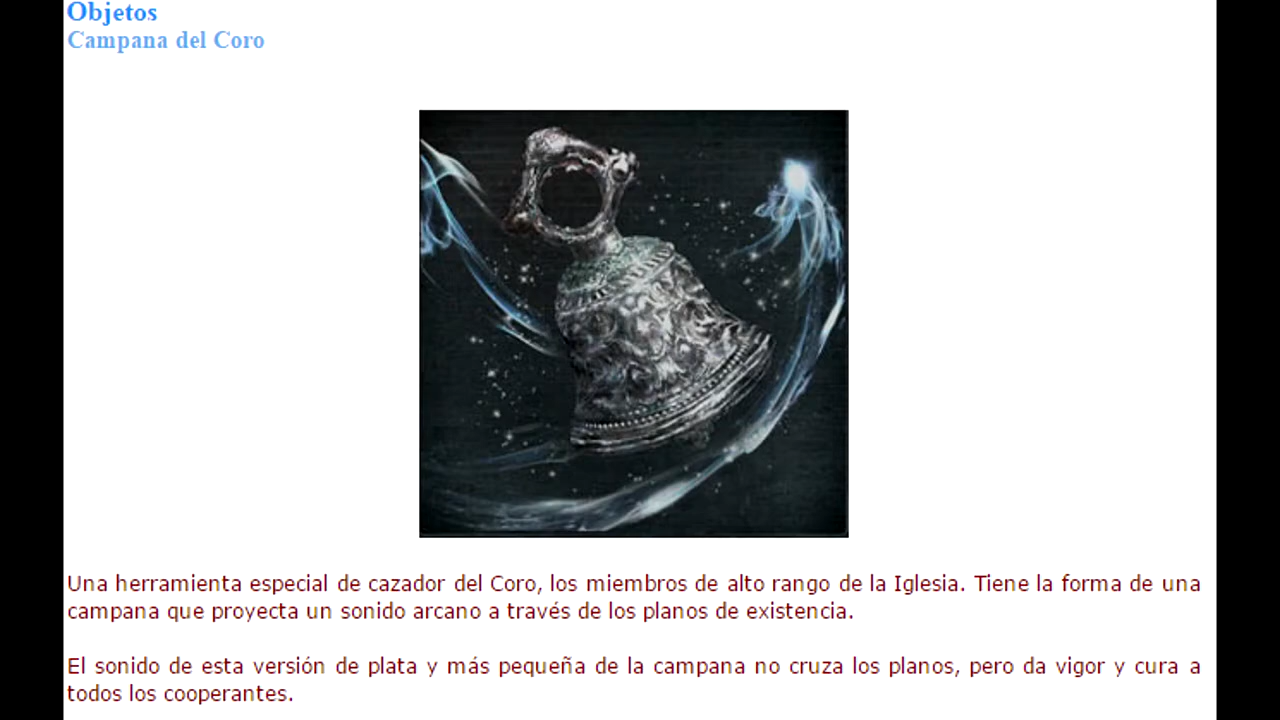 Objetos
Campana del Coro
Una herramienta especial de cazador del Coro, los miembros de alto rango de la Iglesia. Tiene la forma de una
campana que proyecta un sonido arcano a través de los planos de existencia.
El sonido de esta versión de plata y más pequeña de la campana no cruza los planos, pero da vigor y cura a
todos los cooperantes.